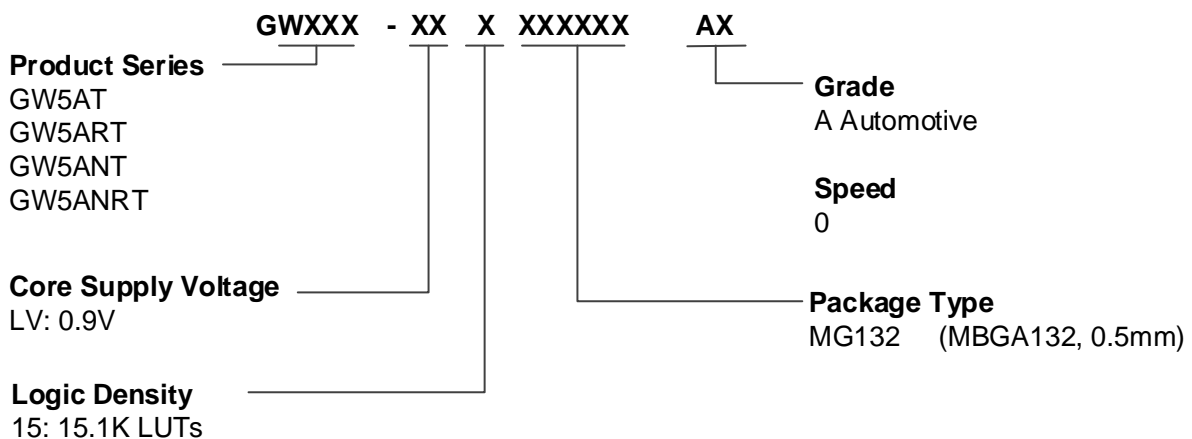 GWXXX - XX X XXXXXX AX
Product Series
GW5AT
GW5ART
GW5ANT
GW5ANRT
Core Supply Voltage
LV: 0.9V
Logic Density
15: 15.1K LUTs
Grade
A Automotive
Speed
0
Package Type
MG132 (MBGA132, 0.5mm)